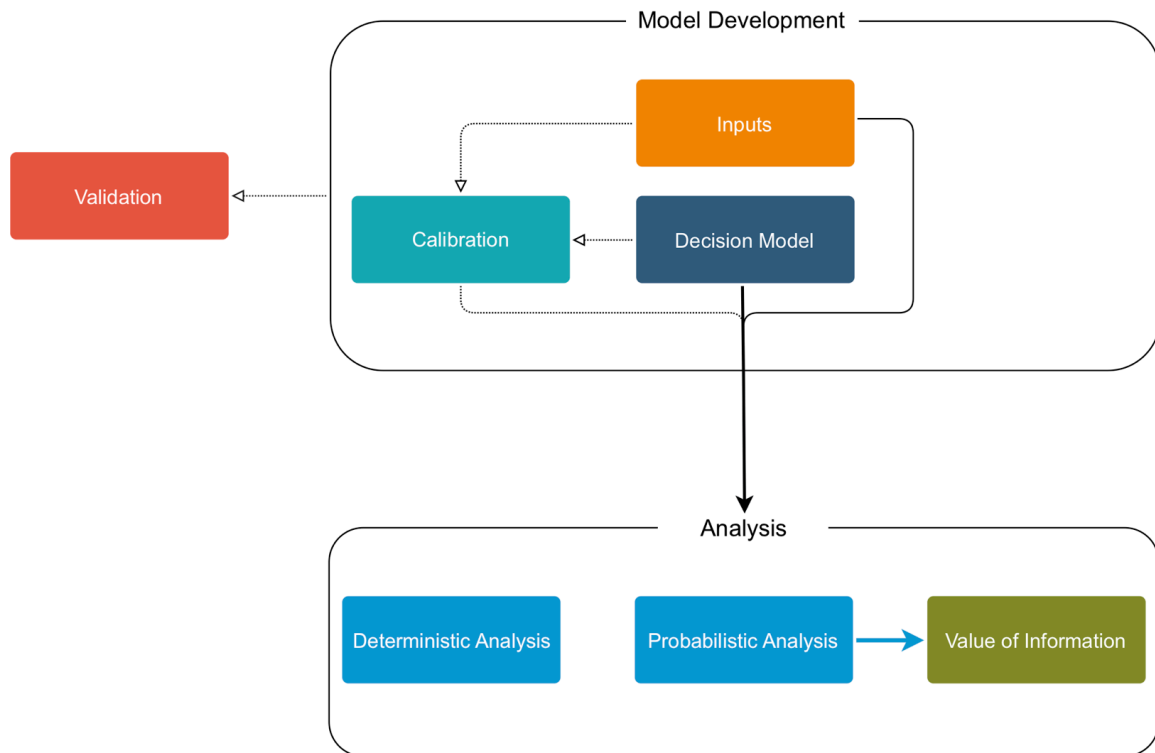 Model Development
Inputs
Validation
Calibration
Decision Model
Analysis
Deterministic Analysis
Probabilistic Analysis
Value of Information